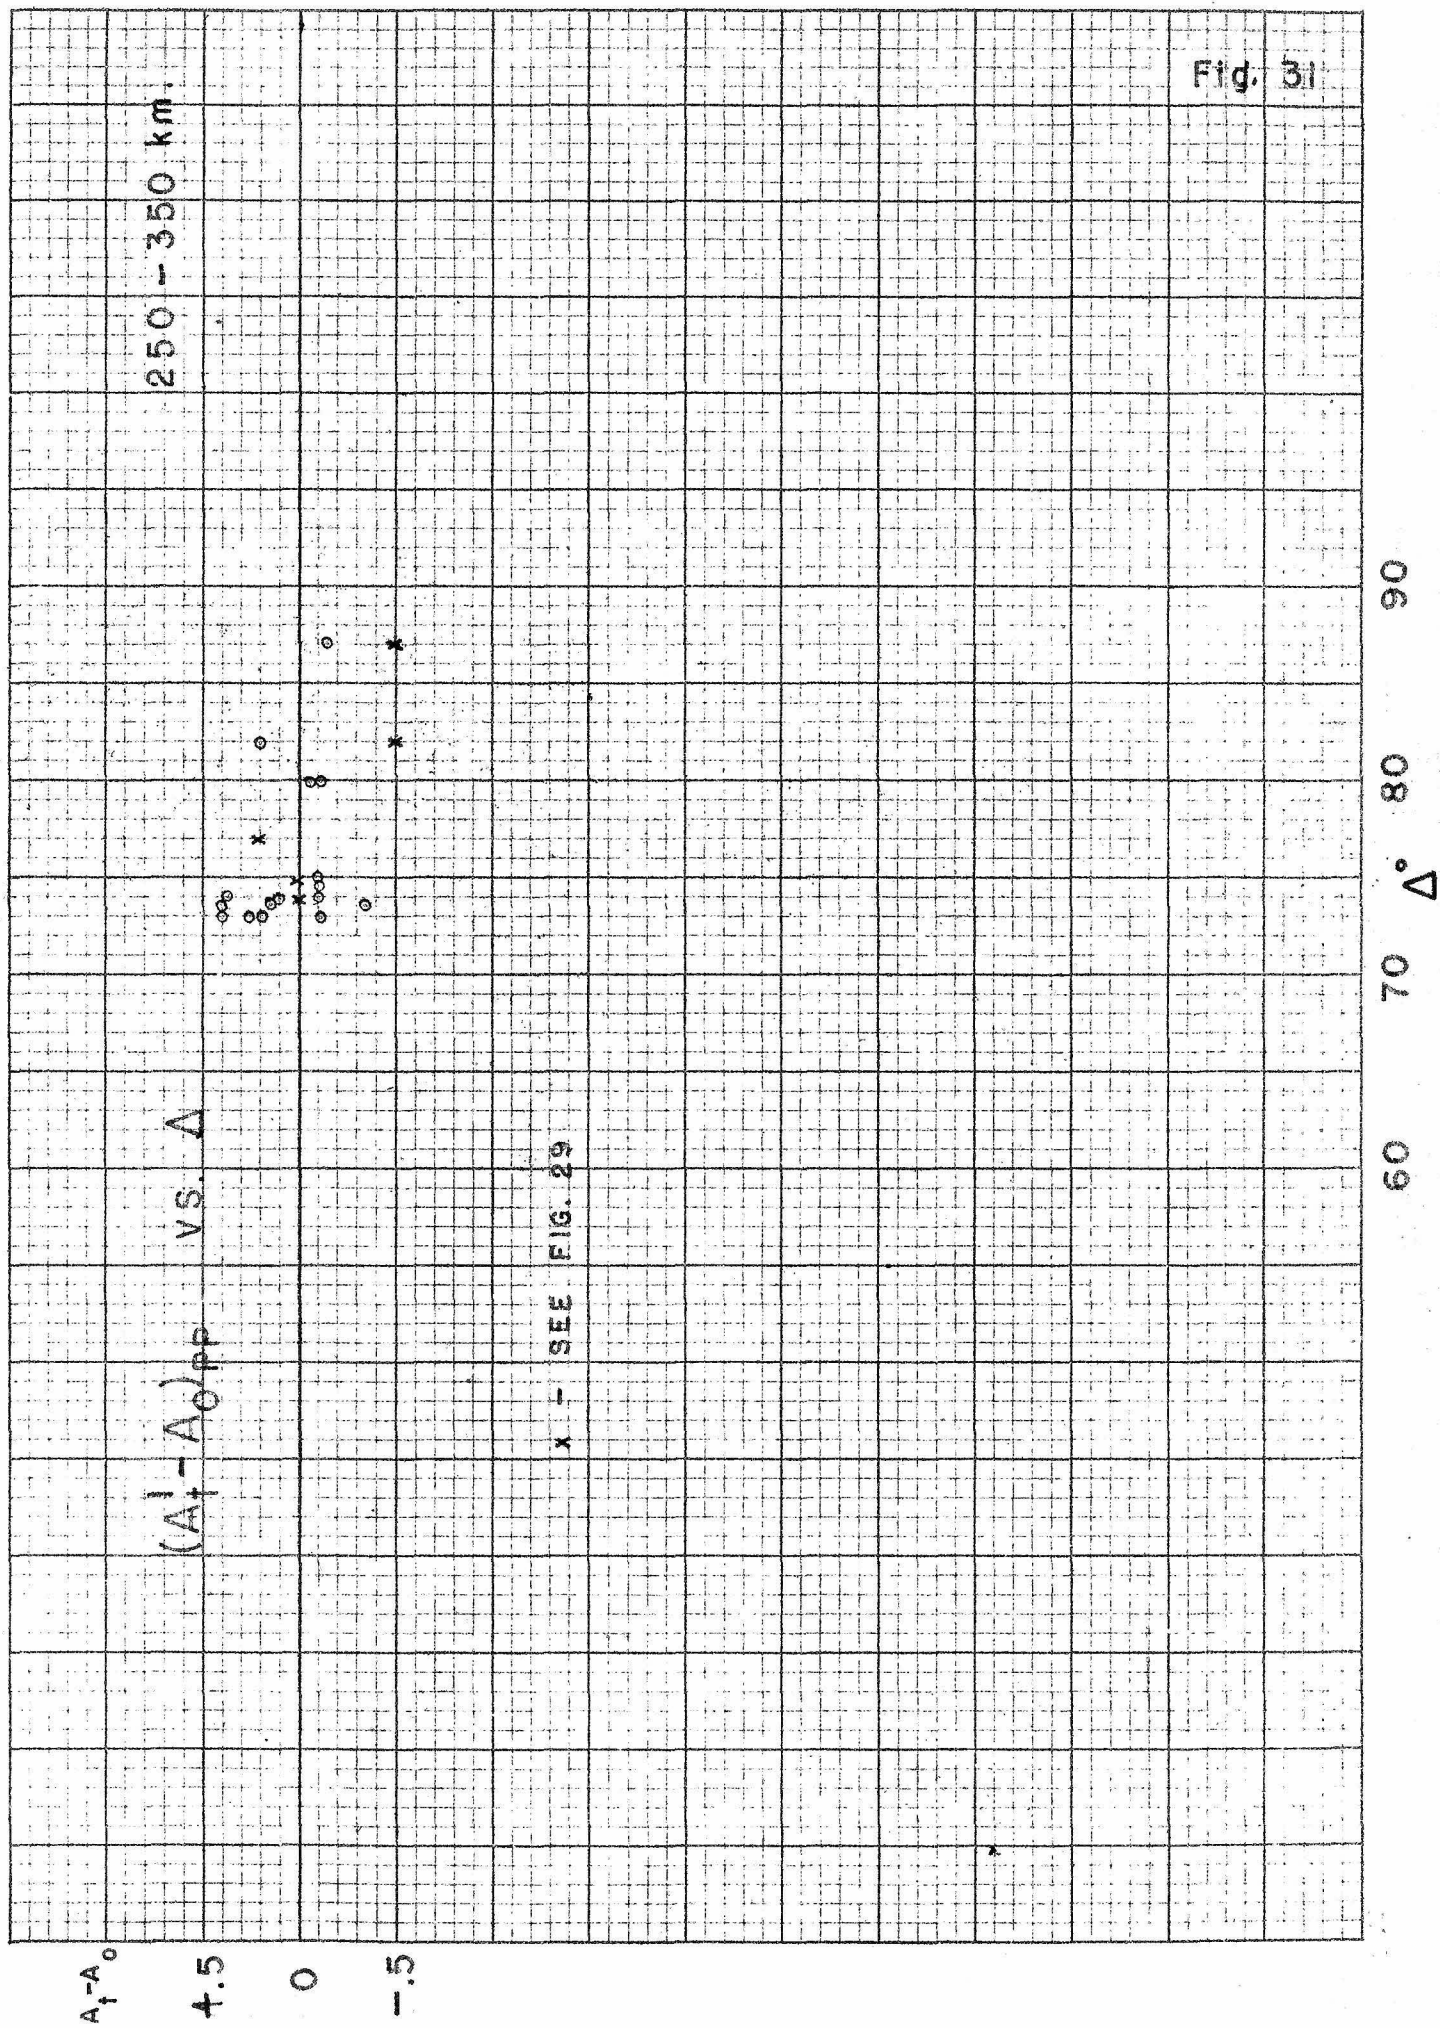 Fig. 31
250 - 350 km.
(A¹t - AO)PP VS. Δ
x - SEE FIG. 29
At-Ao
+.5
0
-.5
60 70 80 90
Δ°